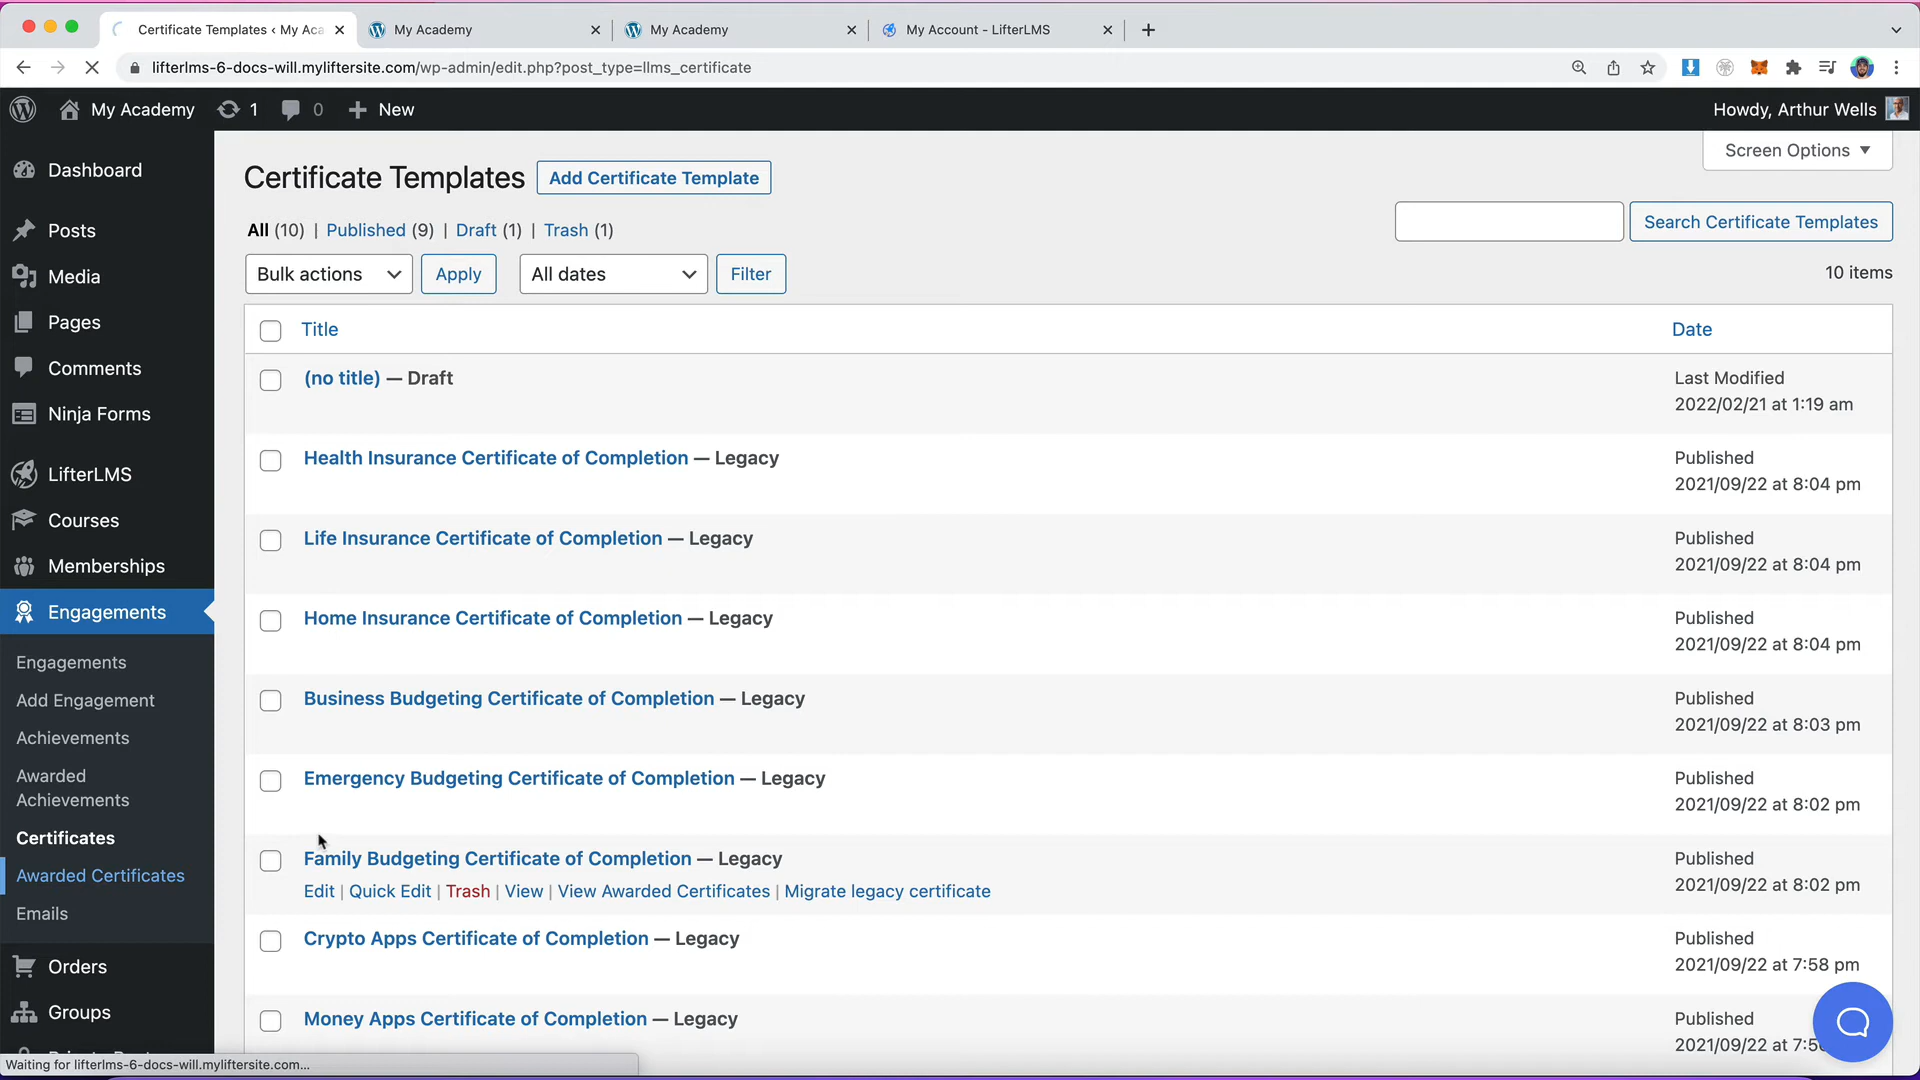 Certificate Templates ‹ My Aca
My Academy
My Academy
My Account - LifterLMS
lifterlms-6-docs-will.myliftersite.com/wp-admin/edit.php?post_type=llms_certificate
My Academy 1 0 New
Howdy, Arthur Wells
Screen Options ▼
Dashboard
Posts
Media
Pages
Comments
Ninja Forms
LifterLMS
Courses
Memberships
Engagements
Engagements
Add Engagement
Achievements
Awarded
Achievements
Certificates
Awarded Certificates
Emails
Orders
Groups
Certificate Templates Add Certificate Template
All (10) | Published (9) | Draft (1) | Trash (1)
Search Certificate Templates
Bulk actions Apply All dates Filter
10 items
Title Date
(no title) — Draft
Last Modified
2022/02/21 at 1:19 am
Health Insurance Certificate of Completion — Legacy
Published
2021/09/22 at 8:04 pm
Life Insurance Certificate of Completion — Legacy
Published
2021/09/22 at 8:04 pm
Home Insurance Certificate of Completion — Legacy
Published
2021/09/22 at 8:04 pm
Business Budgeting Certificate of Completion — Legacy
Published
2021/09/22 at 8:03 pm
Emergency Budgeting Certificate of Completion — Legacy
Published
2021/09/22 at 8:02 pm
Family Budgeting Certificate of Completion — Legacy
Edit | Quick Edit | Trash | View | View Awarded Certificates | Migrate legacy certificate
Published
2021/09/22 at 8:02 pm
Crypto Apps Certificate of Completion — Legacy
Published
2021/09/22 at 7:58 pm
Money Apps Certificate of Completion — Legacy
Published
2021/09/22 at
Waiting for lifterlms-6-docs-will.myliftersite.com...